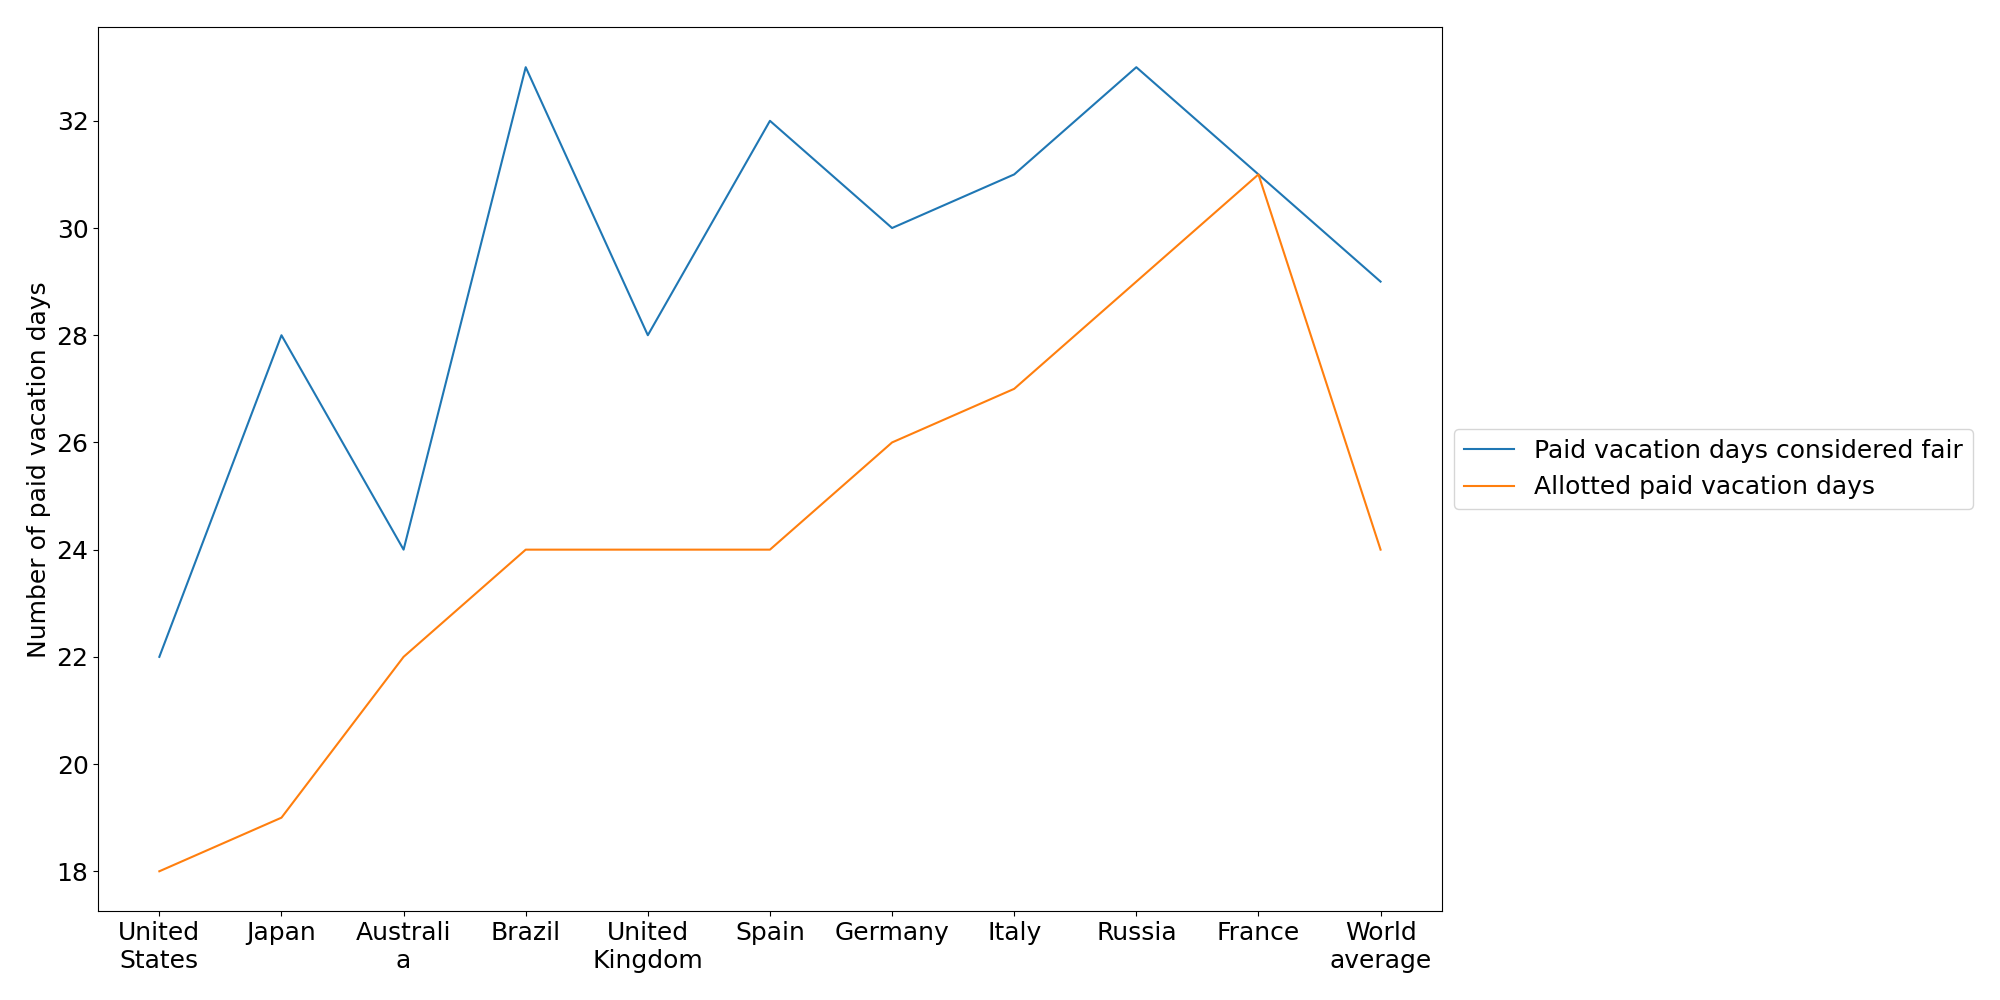 Number of paid vacation days
32
30
28
26
24
22
20
18
United
States
Japan
Australi
a
Brazil
United
Kingdom
Spain
Germany
Italy
Russia
France
World
average
Paid vacation days considered fair
Allotted paid vacation days